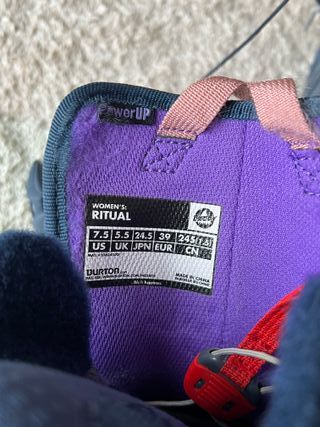 PowerUP
WOMEN'S:
RITUAL
7.5 5.5 24.5 39 245(1.5)
US UK JPN EUR CN
BURTON
MADE IN CHINA